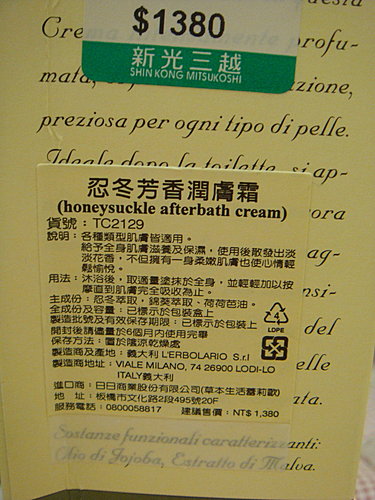 $1380
新光三越
SHIN KONG MITSUKOSHI
Cre
profu-
mata,
zione,
preziosa per ogni tipo di pelle.
Ideale dopo la toilette, si ap-
ora
ag-
nsi-
del
elle
ata.
忍冬芳香潤膚霜
(honeysuckle afterbath cream)
貨號：TC2129
說明：各種類型肌膚皆適用。
給予全身肌膚滋養及保濕，使用後散發出淡
淡花香，不但擁有一身柔嫩肌膚也使心情輕
鬆愉悅。
用法：沐浴後，取適量塗抹於全身，並輕輕加以按
摩直到肌膚完全吸收為止。
主成份：忍冬萃取，錦葵萃取、荷荷芭油。
全成份及容量：已標示於包裝盒上
製造批號及有效保存期限：已標示於包裝上
開封後請儘量於6個月內使用完畢
保存方法：置於陰涼乾燥處
製造商及產地：義大利 L'ERBOLARIO S.r.l
製造商地址：VIALE MILANO, 74 26900 LODI-LO
ITALY義大利
進口商：日日商業股份有限公司(草本生活蕾莉歐)
地　址：板橋市文化路2段495號20F
服務電話：0800058817　建議售價：NT$ 1,380
4
LDPE
Sostanze funzionali caratterizzanti:
Olio di Jojoba, Estratto di Malva.